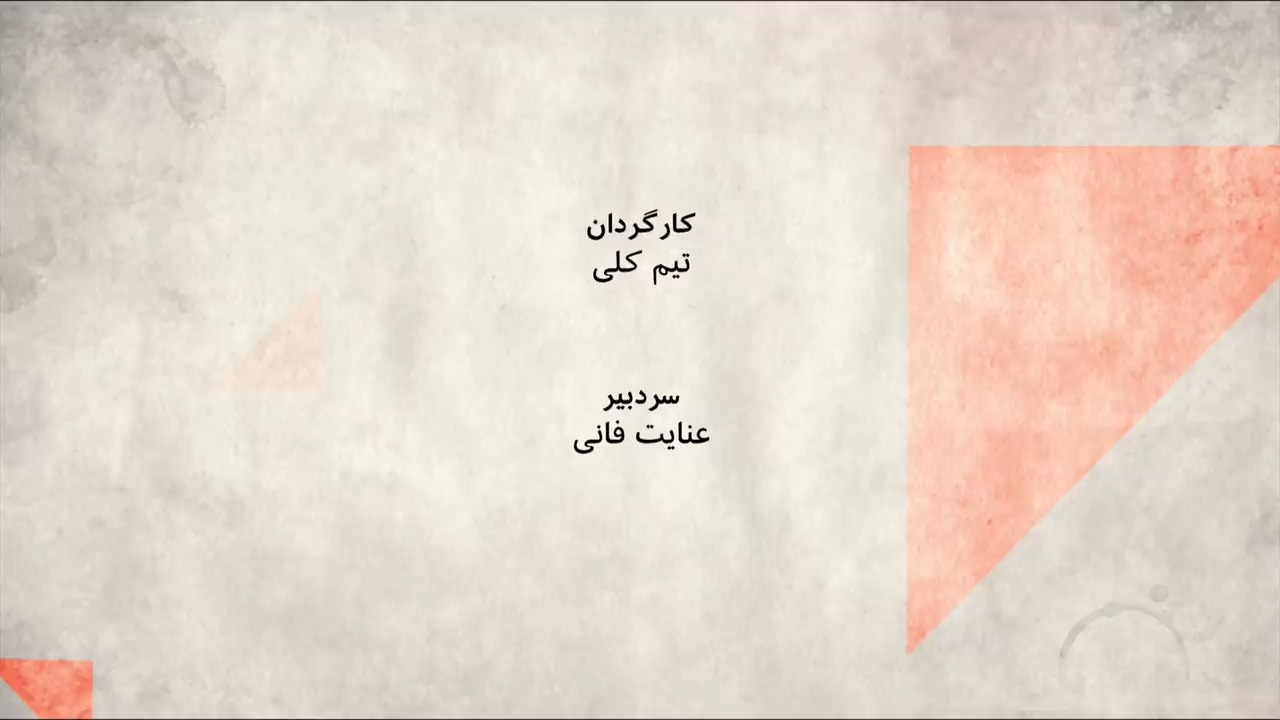 کارگردان
تیم کلی
سردبیر
عنایت فانی